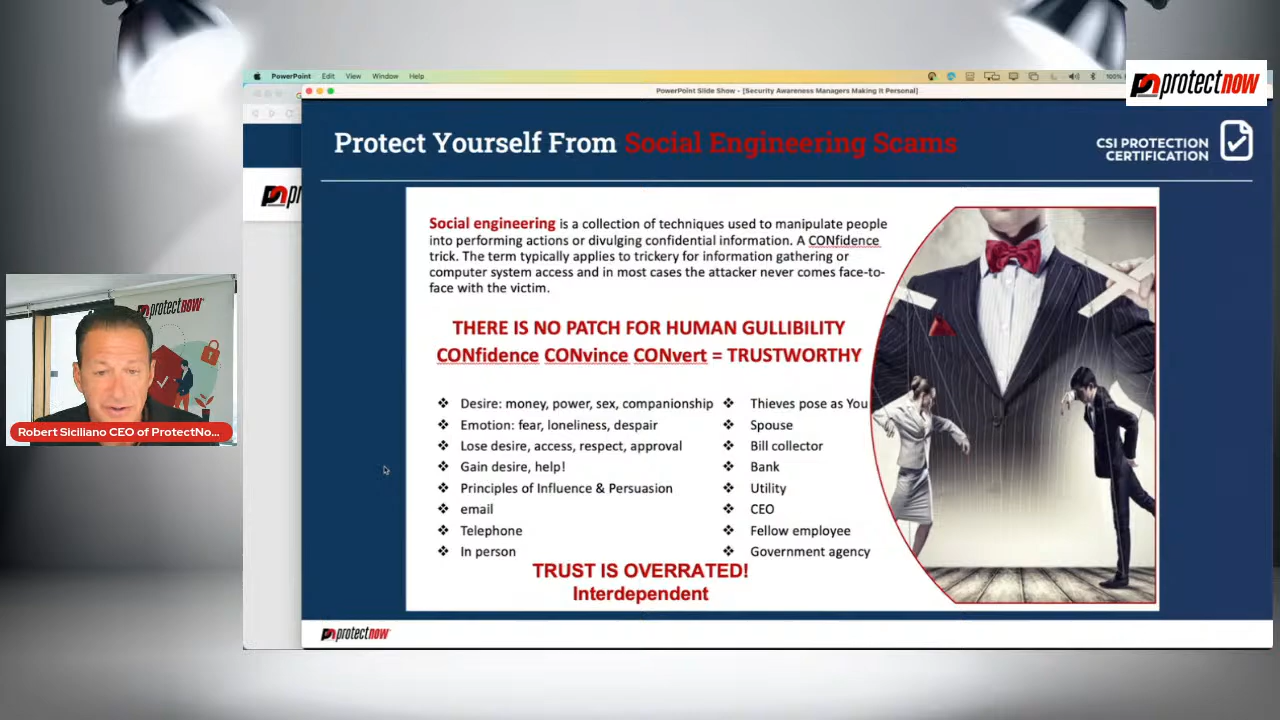 protectnow
PowerPoint Edit View Window Help
100%
PowerPoint Slide Show - [Security Awareness Managers Making It Personal]
Protect Yourself From Social Engineering Scams
CSI PROTECTION
CERTIFICATION
Social engineering is a collection of techniques used to manipulate people
into performing actions or divulging confidential information. A CONfidence
trick. The term typically applies to trickery for information gathering or
computer system access and in most cases the attacker never comes face-to-
face with the victim.
THERE IS NO PATCH FOR HUMAN GULLIBILITY
CONfidence CONvince CONvert = TRUSTWORTHY
Desire: money, power, sex, companionship
Emotion: fear, loneliness, despair
Lose desire, access, respect, approval
Gain desire, help!
Principles of Influence & Persuasion
email
Telephone
In person
Thieves pose as You
Spouse
Bill collector
Bank
Utility
CEO
Fellow employee
Government agency
TRUST IS OVERRATED!
Interdependent
protectnow
protectnow
Robert Siciliano CEO of ProtectNo...